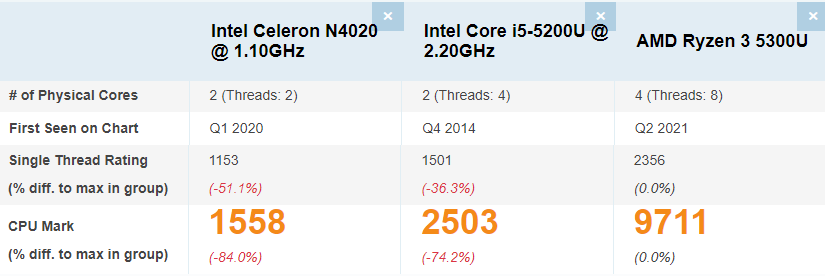 Intel Celeron N4020 @ 1.10GHz × Intel Core i5-5200U @ 2.20GHz × AMD Ryzen 3 5300U ×
# of Physical Cores 2 (Threads: 2) 2 (Threads: 4) 4 (Threads: 8)
First Seen on Chart Q1 2020 Q4 2014 Q2 2021
Single Thread Rating 1153 1501 2356
(% diff. to max in group) (-51.1%) (-36.3%) (0.0%)
CPU Mark 1558 2503 9711
(% diff. to max in group) (-84.0%) (-74.2%) (0.0%)